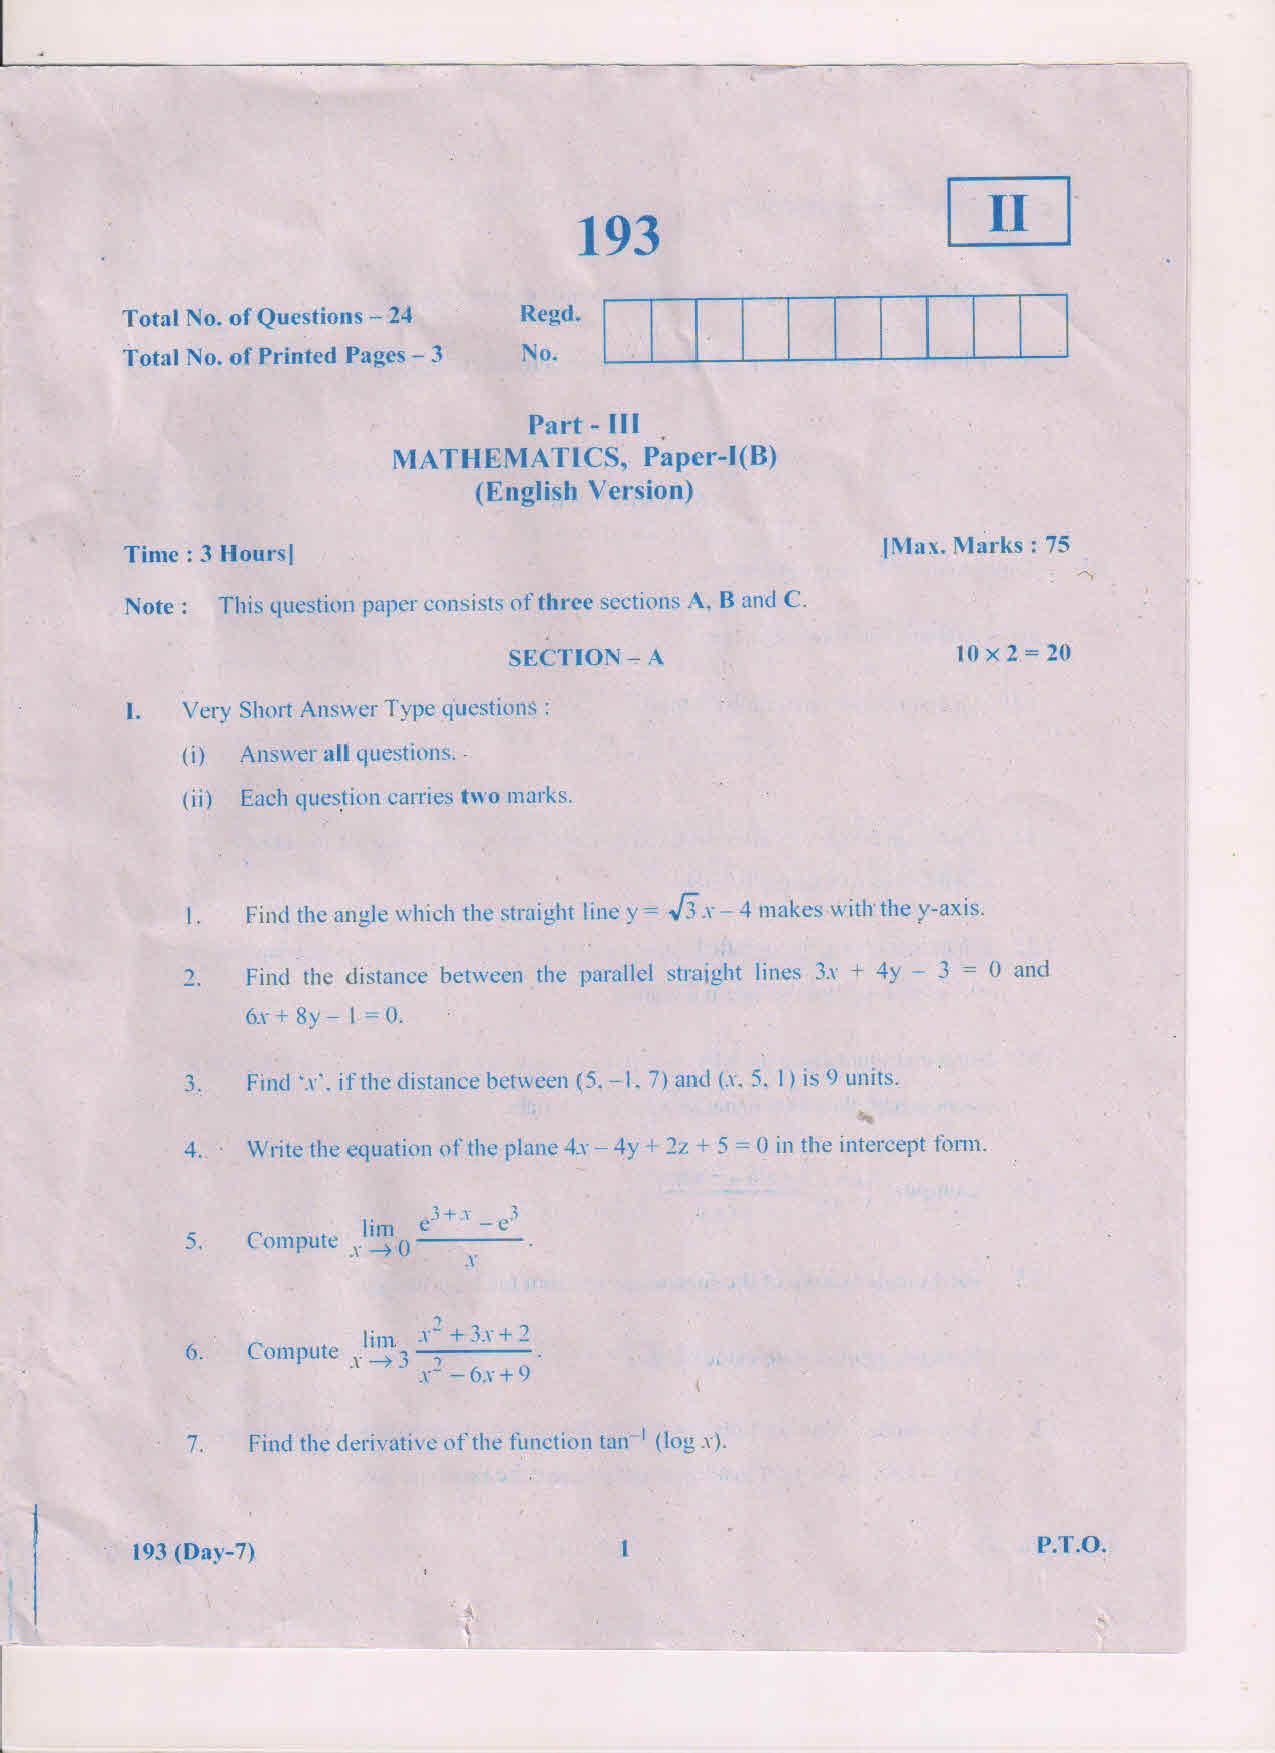 II
193
Total No. of Questions – 24 Regd.
Total No. of Printed Pages – 3 No.
Part - III
MATHEMATICS, Paper-I(B)
(English Version)
Time : 3 Hours] [Max. Marks : 75
Note : This question paper consists of three sections A, B and C.
SECTION – A 10 × 2 = 20
I. Very Short Answer Type questions :
(i) Answer all questions.
(ii) Each question carries two marks.
1. Find the angle which the straight line y = √3 x – 4 makes with the y-axis.
2. Find the distance between the parallel straight lines 3x + 4y – 3 = 0 and
6x + 8y – 1 = 0.
3. Find ‘x’, if the distance between (5, –1, 7) and (x, 5, 1) is 9 units.
4. Write the equation of the plane 4x – 4y + 2z + 5 = 0 in the intercept form.
5. Compute lim x → 0 (e^(3+x) – e^3)/x.
6. Compute lim x → 3 (x² + 3x + 2)/(x² – 6x + 9).
7. Find the derivative of the function tan⁻¹ (log x).
193 (Day-7) 1 P.T.O.